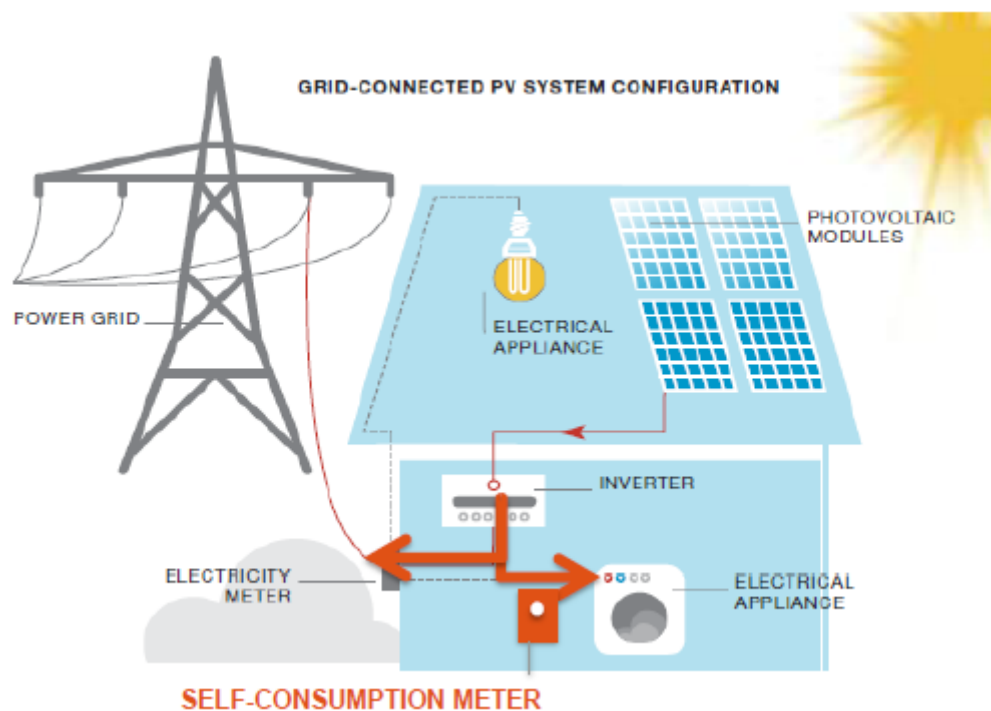 GRID-CONNECTED PV SYSTEM CONFIGURATION
PHOTOVOLTAIC
MODULES
POWER GRID
ELECTRICAL
APPLIANCE
INVERTER
ELECTRICITY
METER
ELECTRICAL
APPLIANCE
SELF-CONSUMPTION METER